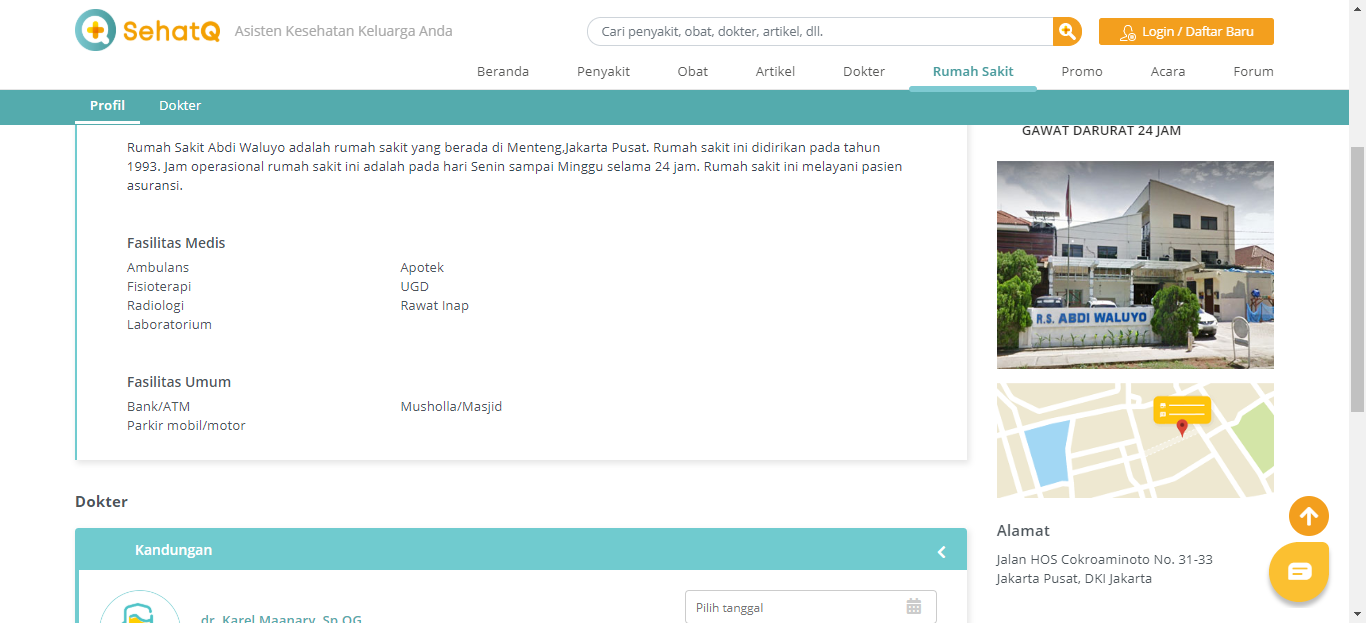 SehatQ
Asisten Kesehatan Keluarga Anda
Cari penyakit, obat, dokter, artikel, dll.
Login / Daftar Baru
Beranda
Penyakit
Obat
Artikel
Dokter
Rumah Sakit
Promo
Acara
Forum
Profil
Dokter
Rumah Sakit Abdi Waluyo adalah rumah sakit yang berada di Menteng,Jakarta Pusat. Rumah sakit ini didirikan pada tahun
1993. Jam operasional rumah sakit ini adalah pada hari Senin sampai Minggu selama 24 jam. Rumah sakit ini melayani pasien
asuransi.
Fasilitas Medis
Ambulans
Apotek
Fisioterapi
UGD
Radiologi
Rawat Inap
Laboratorium
Fasilitas Umum
Bank/ATM
Musholla/Masjid
Parkir mobil/motor
Dokter
Kandungan
dr. Karel Maanary, Sp.OG
Pilih tanggal
GAWAT DARURAT 24 JAM
R.S. ABDI WALUYO
Alamat
Jalan HOS Cokroaminoto No. 31-33
Jakarta Pusat, DKI Jakarta